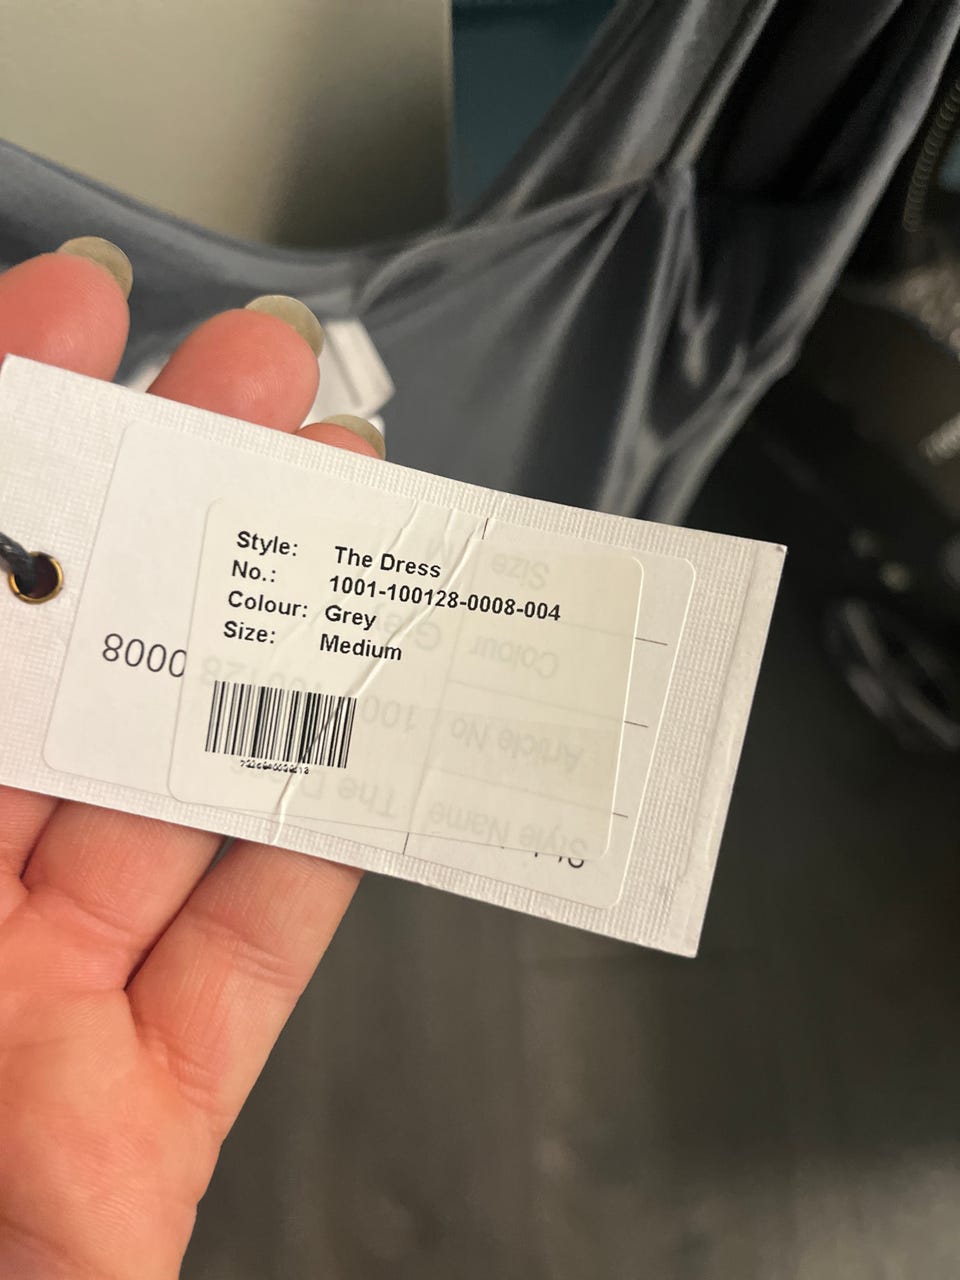 Style: The Dress
No.: 1001-100128-0008-004
Colour: Grey
Size: Medium
8000
Size
Colour
Article No
Style Name